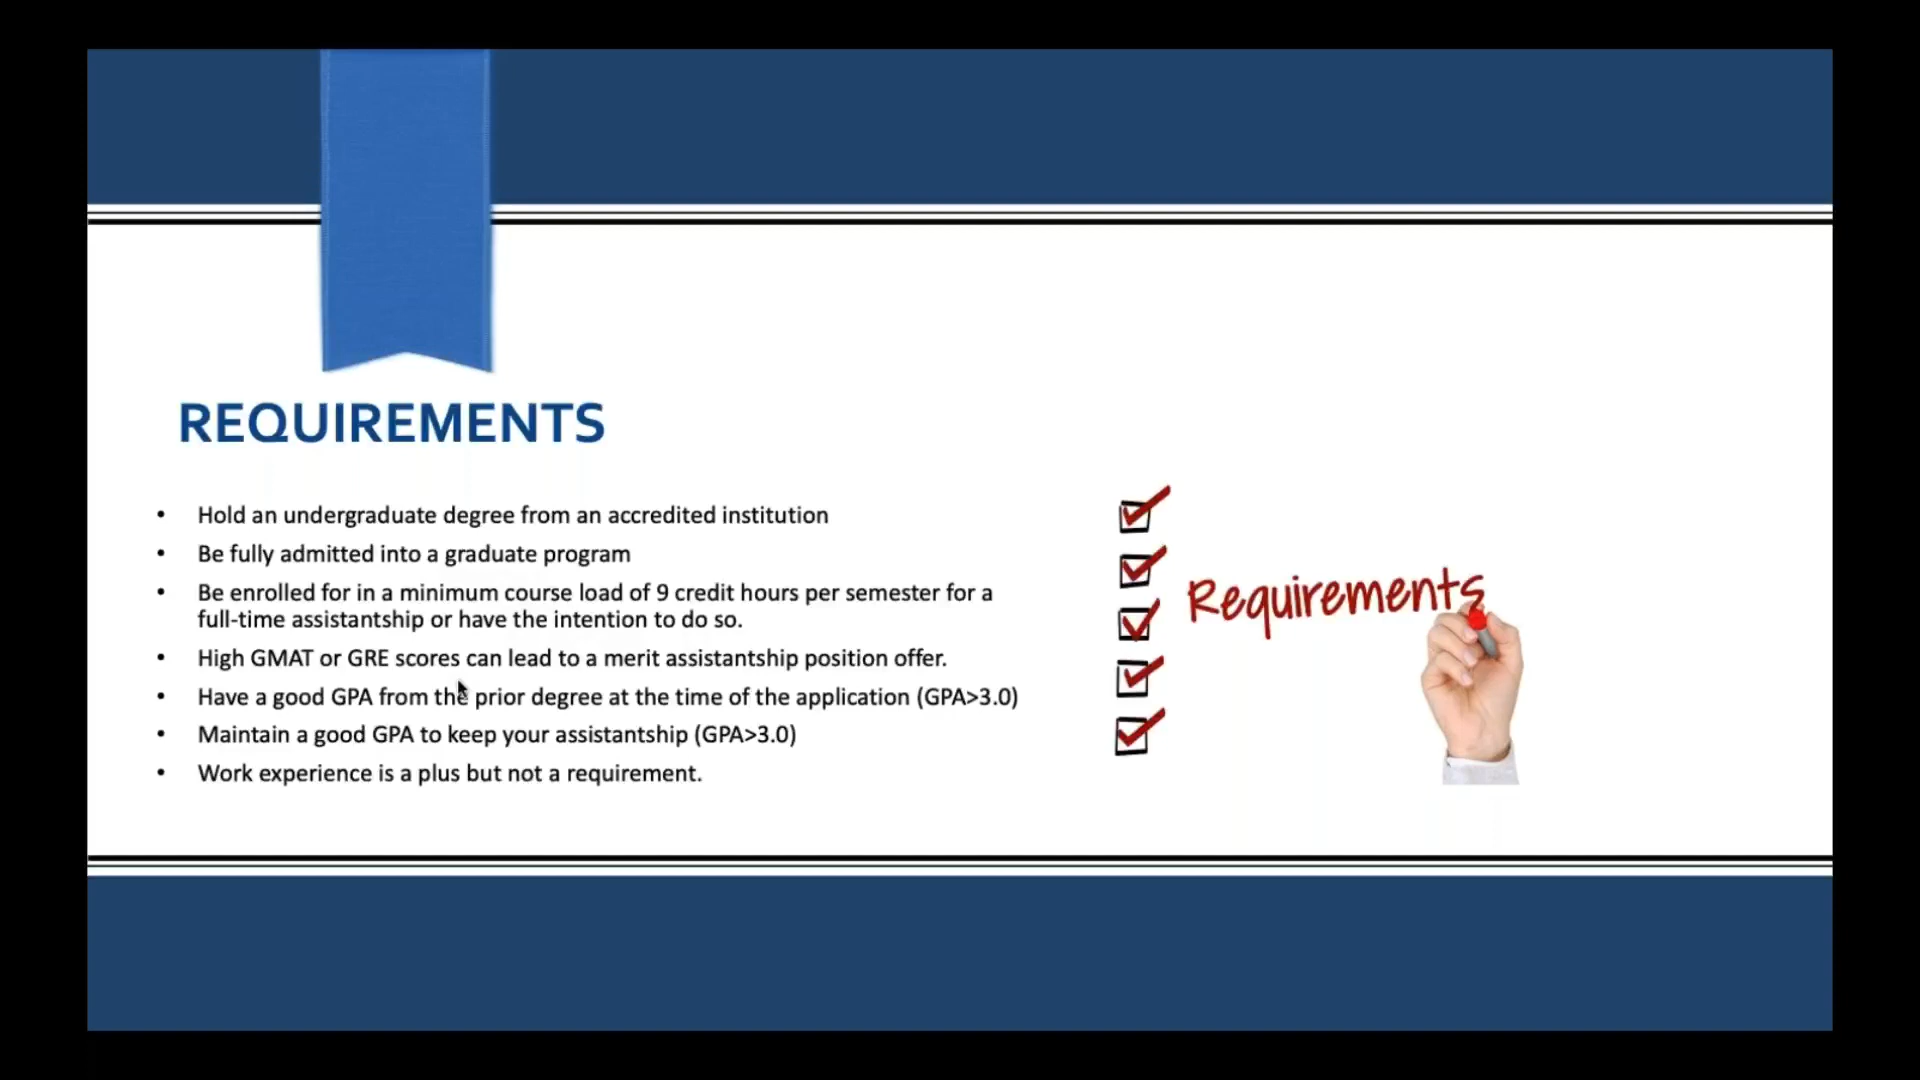 REQUIREMENTS
• Hold an undergraduate degree from an accredited institution
• Be fully admitted into a graduate program
• Be enrolled for in a minimum course load of 9 credit hours per semester for a
full-time assistantship or have the intention to do so.
• High GMAT or GRE scores can lead to a merit assistantship position offer.
• Have a good GPA from the prior degree at the time of the application (GPA>3.0)
• Maintain a good GPA to keep your assistantship (GPA>3.0)
• Work experience is a plus but not a requirement.
Requirements